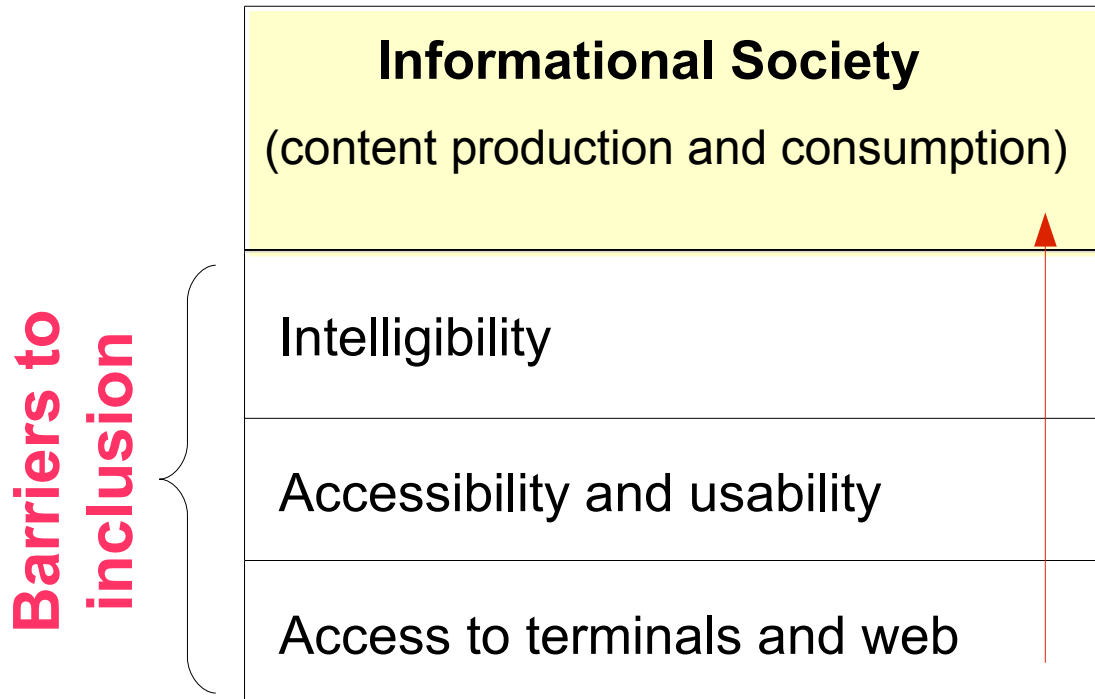 Informational Society
(content production and consumption)
Barriers to
inclusion
Intelligibility
Accessibility and usability
Access to terminals and web